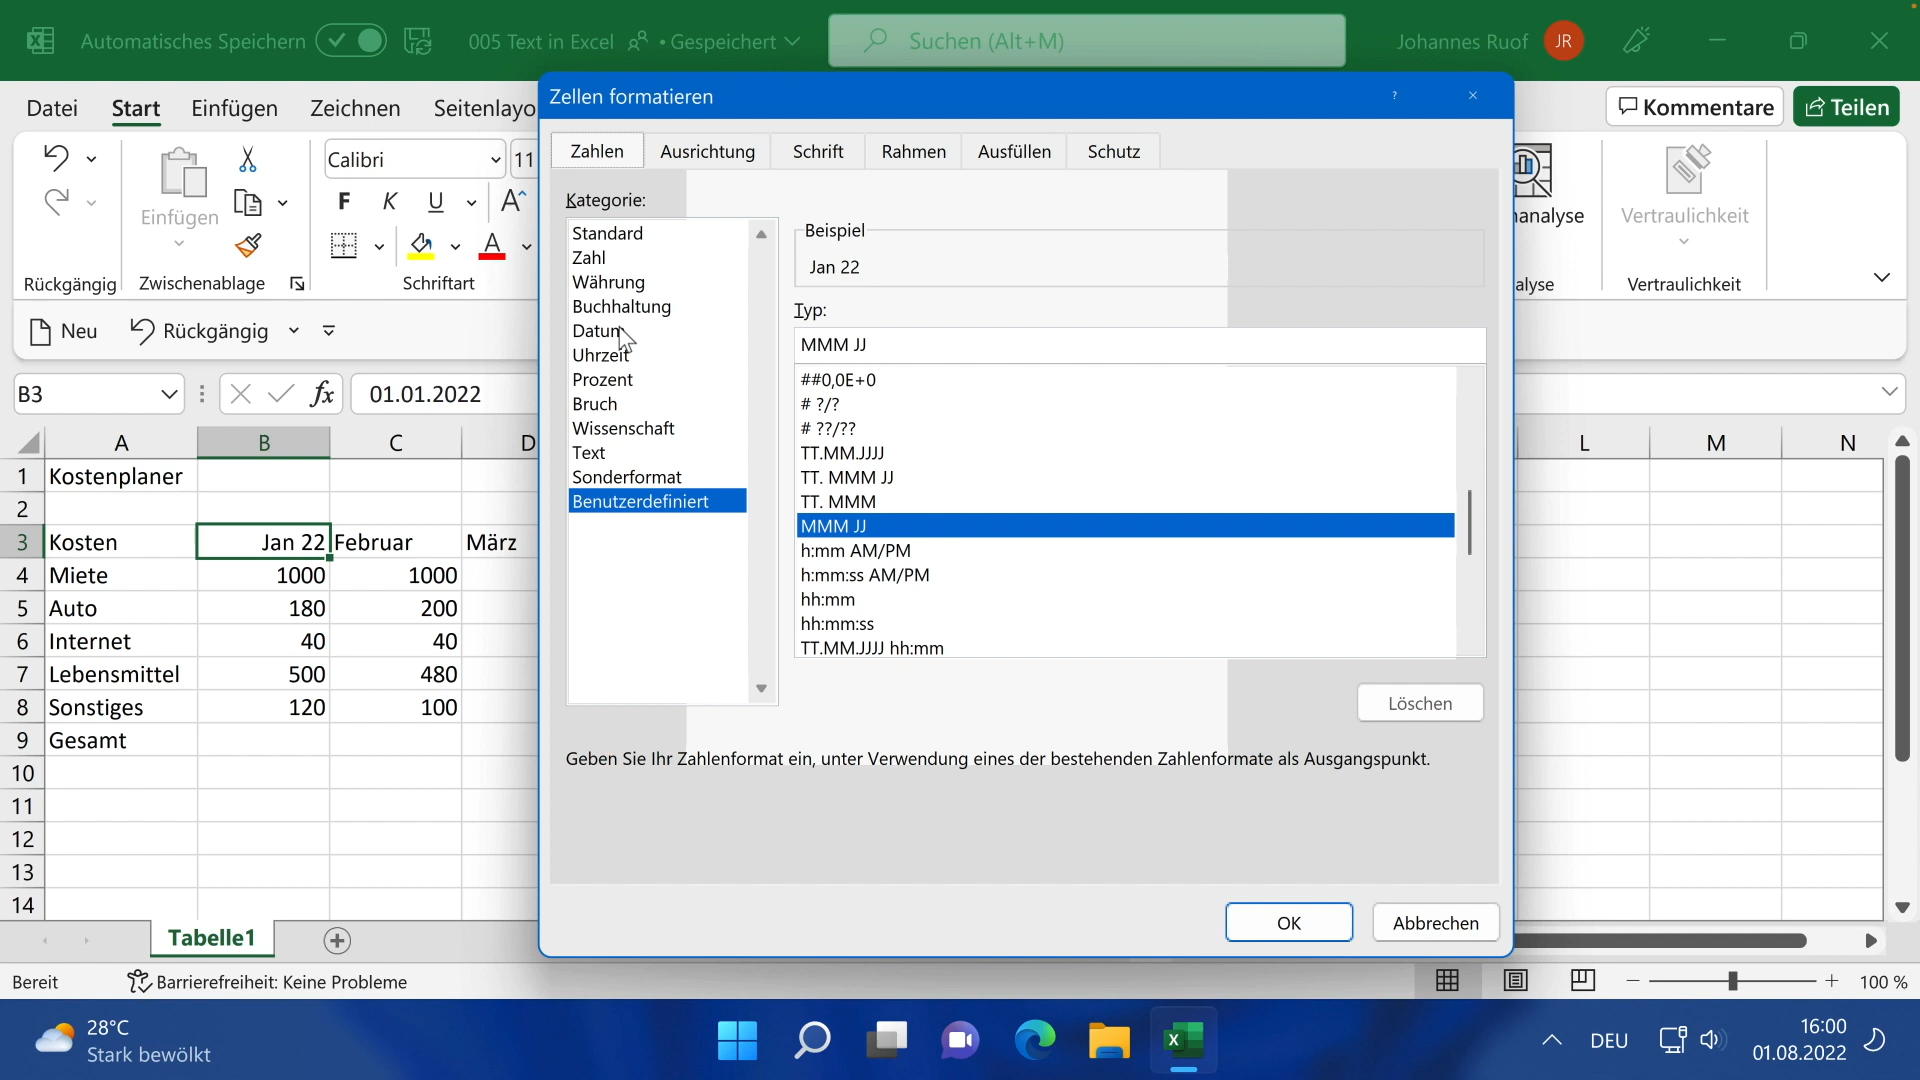 Automatisches Speichern
005 Text in Excel • Gespeichert
Suchen (Alt+M)
Johannes Ruof JR
Datei Start Einfügen Zeichnen Seitenlayo
Kommentare Teilen
Einfügen
Calibri 11
F K U A
A
Rückgängig Zwischenablage Schriftart
nanalyse
alyse
Vertraulichkeit
Vertraulichkeit
Neu Rückgängig
B3 fx 01.01.2022
A B C D L M N
1 Kostenplaner
2
3 Kosten Jan 22 Februar März
4 Miete 1000 1000
5 Auto 180 200
6 Internet 40 40
7 Lebensmittel 500 480
8 Sonstiges 120 100
9 Gesamt
10
11
12
13
14
Zellen formatieren ?
Zahlen Ausrichtung Schrift Rahmen Ausfüllen Schutz
Kategorie:
Standard
Zahl
Währung
Buchhaltung
Datum
Uhrzeit
Prozent
Bruch
Wissenschaft
Text
Sonderformat
Benutzerdefiniert
Beispiel
Jan 22
Typ:
MMM JJ
##0,0E+0
# ?/?
# ??/??
TT.MM.JJJJ
TT. MMM JJ
TT. MMM
MMM JJ
h:mm AM/PM
h:mm:ss AM/PM
hh:mm
hh:mm:ss
TT.MM.JJJJ hh:mm
Löschen
Geben Sie Ihr Zahlenformat ein, unter Verwendung eines der bestehenden Zahlenformate als Ausgangspunkt.
OK Abbrechen
Tabelle1
Bereit Barrierefreiheit: Keine Probleme
100 %
28°C
Stark bewölkt
DEU
16:00
01.08.2022